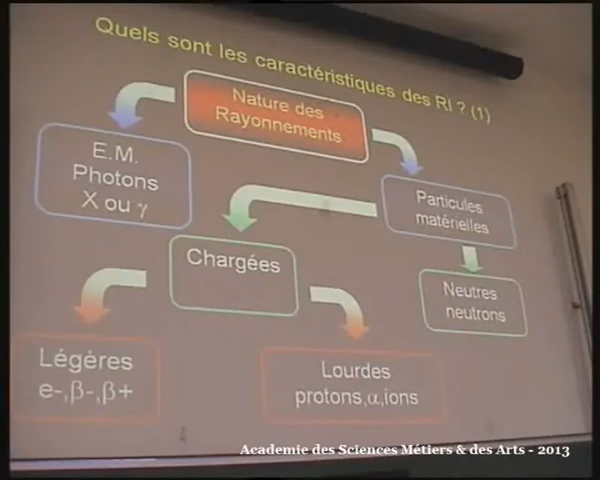 Quels sont les caractéristiques des RI ? (1)
Nature des
Rayonnements
E.M.
Photons
X ou γ
Particules
matérielles
Chargées
Neutres
neutrons
Légères
e-,β-,β+
Lourdes
protons,α,ions
Academie des Sciences Métiers & des Arts - 2013